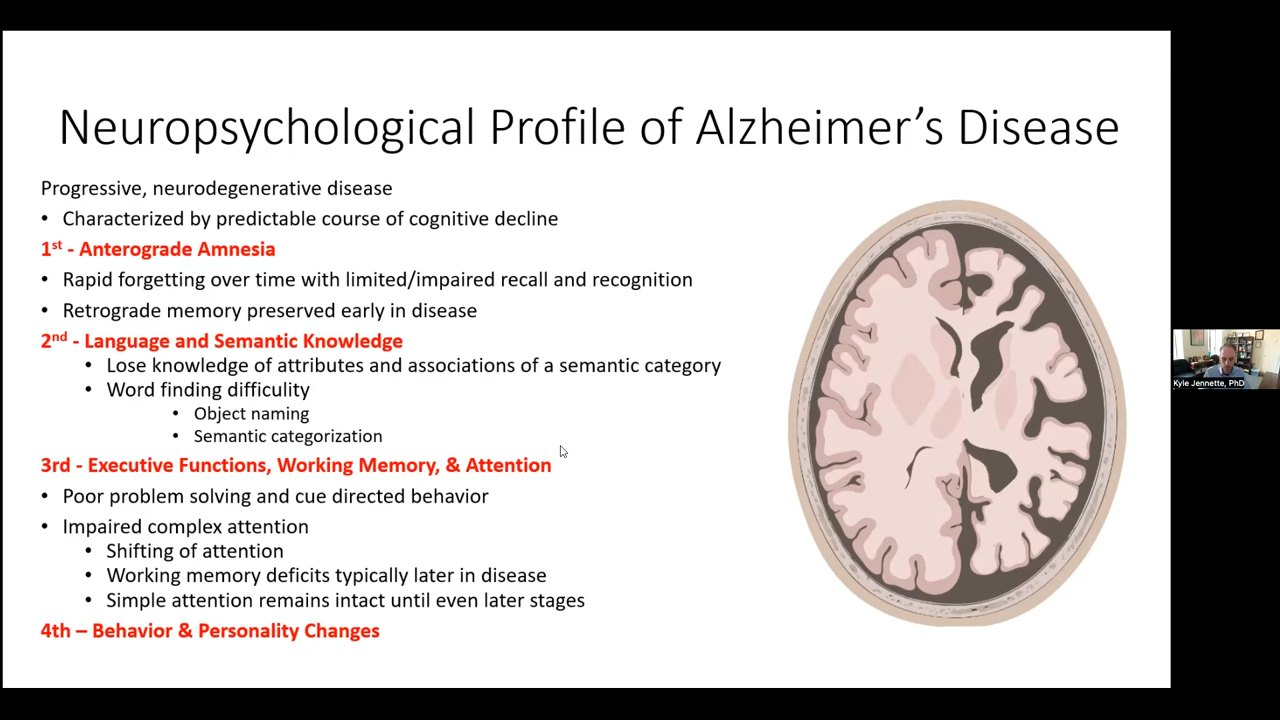 Neuropsychological Profile of Alzheimer's Disease
Progressive, neurodegenerative disease
• Characterized by predictable course of cognitive decline
1st - Anterograde Amnesia
• Rapid forgetting over time with limited/impaired recall and recognition
• Retrograde memory preserved early in disease
2nd - Language and Semantic Knowledge
• Lose knowledge of attributes and associations of a semantic category
• Word finding difficulity
• Object naming
• Semantic categorization
3rd - Executive Functions, Working Memory, & Attention
• Poor problem solving and cue directed behavior
• Impaired complex attention
• Shifting of attention
• Working memory deficits typically later in disease
• Simple attention remains intact until even later stages
4th – Behavior & Personality Changes
Kyle Jennette, PhD